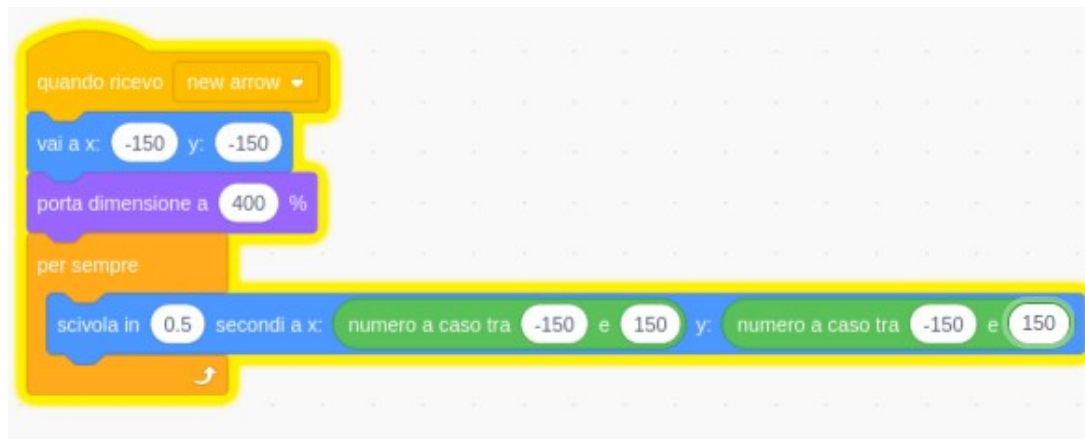 quando ricevo new arrow
vai a x: -150 y: -150
porta dimensione a 400 %
per sempre
scivola in 0.5 secondi a x: numero a caso tra -150 e 150 y: numero a caso tra -150 e 150